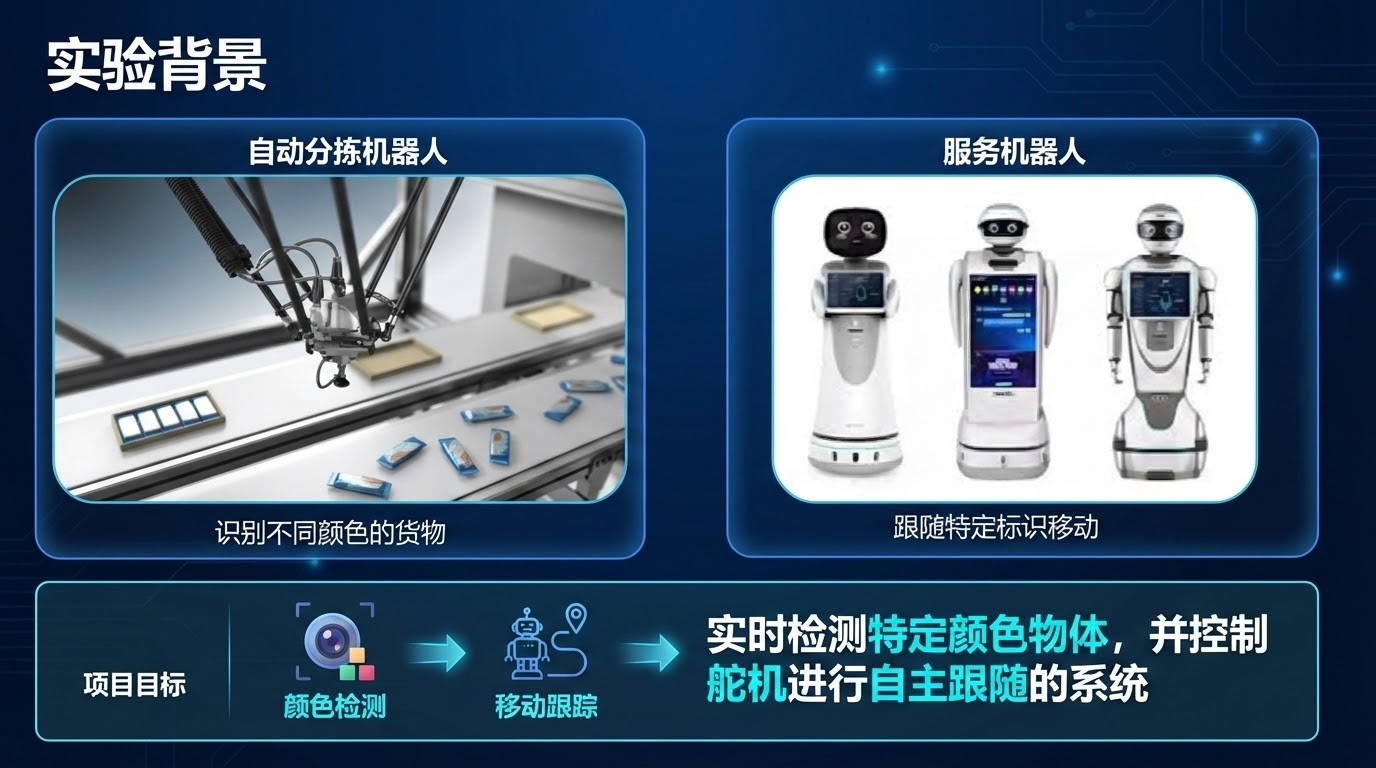 实验背景
自动分拣机器人
识别不同颜色的货物
服务机器人
跟随特定标识移动
项目目标
颜色检测
移动跟踪
实时检测特定颜色物体，并控制
舵机进行自主跟随的系统